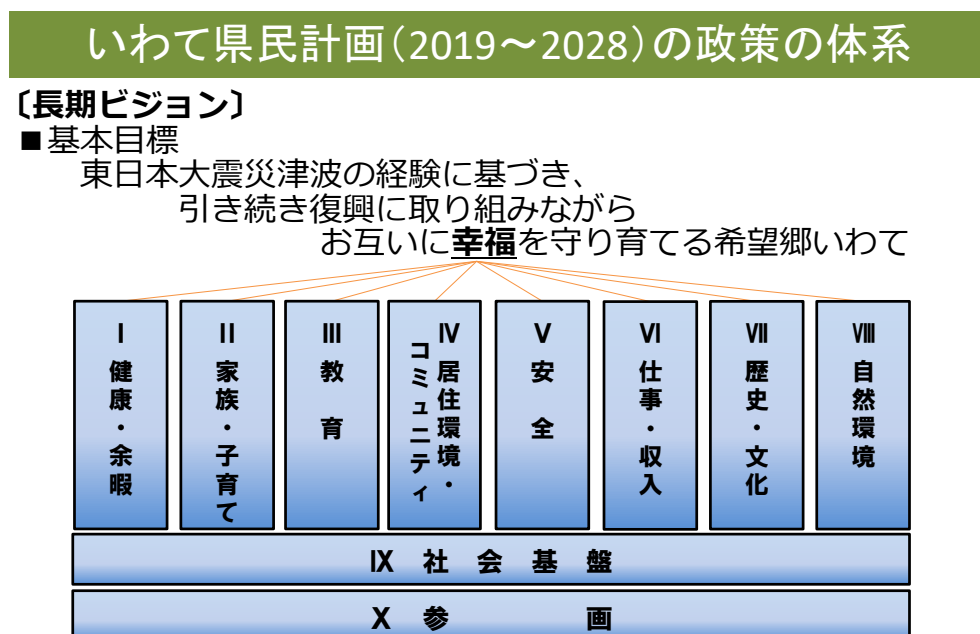 いわて県民計画(2019～2028)の政策の体系
〔長期ビジョン〕
■基本目標
東日本大震災津波の経験に基づき、
引き続き復興に取り組みながら
お互いに幸福を守り育てる希望郷いわて
Ⅰ 健康・余暇
Ⅱ 家族・子育て
Ⅲ 教育
Ⅳ 居住環境・
コミュニティ
Ⅴ 安全
Ⅵ 仕事・収入
Ⅶ 歴史・文化
Ⅷ 自然環境
Ⅸ 社会基盤
Ⅹ 参画